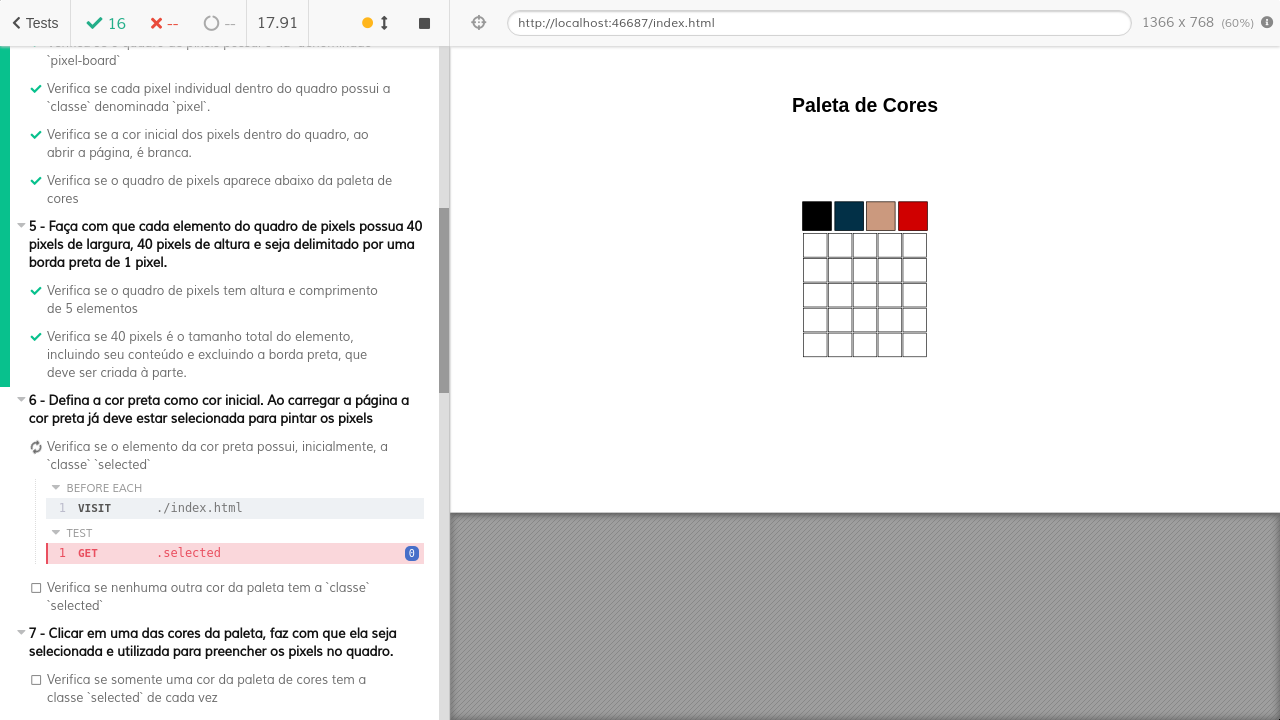 Tests
16
--
--
17.91
http://localhost:46687/index.html
1366 x 768 (60%)
`pixel-board`
Verifica se cada pixel individual dentro do quadro possui a
`classe` denominada `pixel`.
Verifica se a cor inicial dos pixels dentro do quadro, ao
abrir a página, é branca.
Verifica se o quadro de pixels aparece abaixo da paleta de
cores
5 - Faça com que cada elemento do quadro de pixels possua 40
pixels de largura, 40 pixels de altura e seja delimitado por uma
borda preta de 1 pixel.
Verifica se o quadro de pixels tem altura e comprimento
de 5 elementos
Verifica se 40 pixels é o tamanho total do elemento,
incluindo seu conteúdo e excluindo a borda preta, que
deve ser criada à parte.
6 - Defina a cor preta como cor inicial. Ao carregar a página a
cor preta já deve estar selecionada para pintar os pixels
Verifica se o elemento da cor preta possui, inicialmente, a
`classe` `selected`
BEFORE EACH
1 VISIT ./index.html
TEST
1 GET .selected 0
Verifica se nenhuma outra cor da paleta tem a `classe`
`selected`
7 - Clicar em uma das cores da paleta, faz com que ela seja
selecionada e utilizada para preencher os pixels no quadro.
Verifica se somente uma cor da paleta de cores tem a
classe `selected` de cada vez
Paleta de Cores